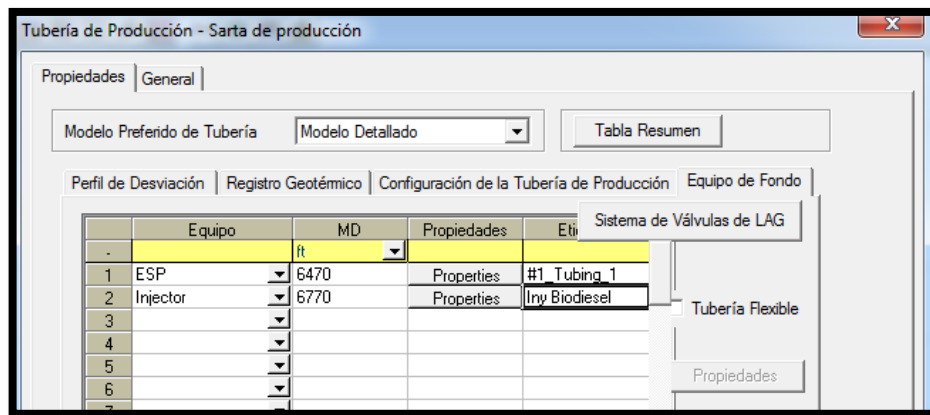 Tubería de Producción - Sarta de producción
X
Propiedades General
Modelo Preferido de Tubería Modelo Detallado Tabla Resumen
Perfil de Desviación Registro Geotérmico Configuración de la Tubería de Producción Equipo de Fondo
Sistema de Válvulas de LAG
Equipo MD Propiedades
- ft
1 ESP 6470 Properties #1_Tubing_1
2 Injector 6770 Properties Iny Biodiesel
Tubería Flexible
3
4
5
Propiedades
6